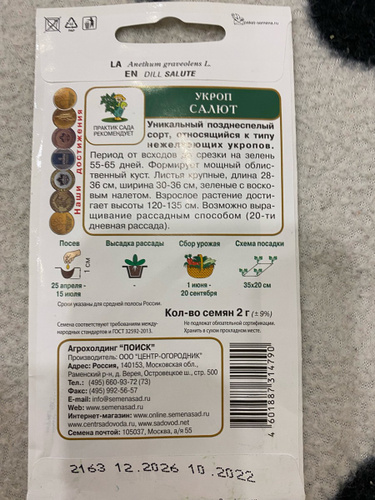 LA Anethum graveolens L.
EN DILL SALUTE
ПРАКТИК САДА
РЕКОМЕНДУЕТ
УКРОП
САЛЮТ
Уникальный позднеспелый
сорт, относящийся к типу
нежелтеющих укропов.
Период от всходов до срезки на зелень
55-65 дней. Формирует мощный облист-
венный куст. Листья крупные, длина 28-
36 см, ширина 30-36 см, зеленые с воско-
вым налетом. Взрослое растение дости-
гает высоты 120-135 см. Возможно выра-
щивание рассадным способом (20-ти
дневная рассада).
Наши достижения
Посев
Высадка рассады
Сбор урожая
Схема посадки
1 см
25 апреля -
15 июля
1 июня -
20 сентября
35х20 см
Сроки указаны для средней полосы России.
Кол-во семян 2 г (± 9%)
Семена соответствуют требованиям между-
народных стандартов и ГОСТ 32592-2013.
Не подлежат обязательной сертификации.
Хранить в сухом прохладном месте.
Агрохолдинг "ПОИСК"
Производитель: ООО "ЦЕНТР-ОГОРОДНИК"
Адрес: Россия, 140153, Московская обл.,
Раменский р-н, д. Верея, Островецкое ш., стр. 500
Тел.: (495) 660-93-72 (73)
Факс: (495) 992-56-57
E-mail: info@semenasad.ru
Web: www.semenasad.ru
Интернет-магазин: www.online.semenasad.ru
www.centrsadovoda.ru, www.sadovod.net
Семена почтой: 105037, Москва, а/я 55
4601887314790
2163 12.2026 10.2022